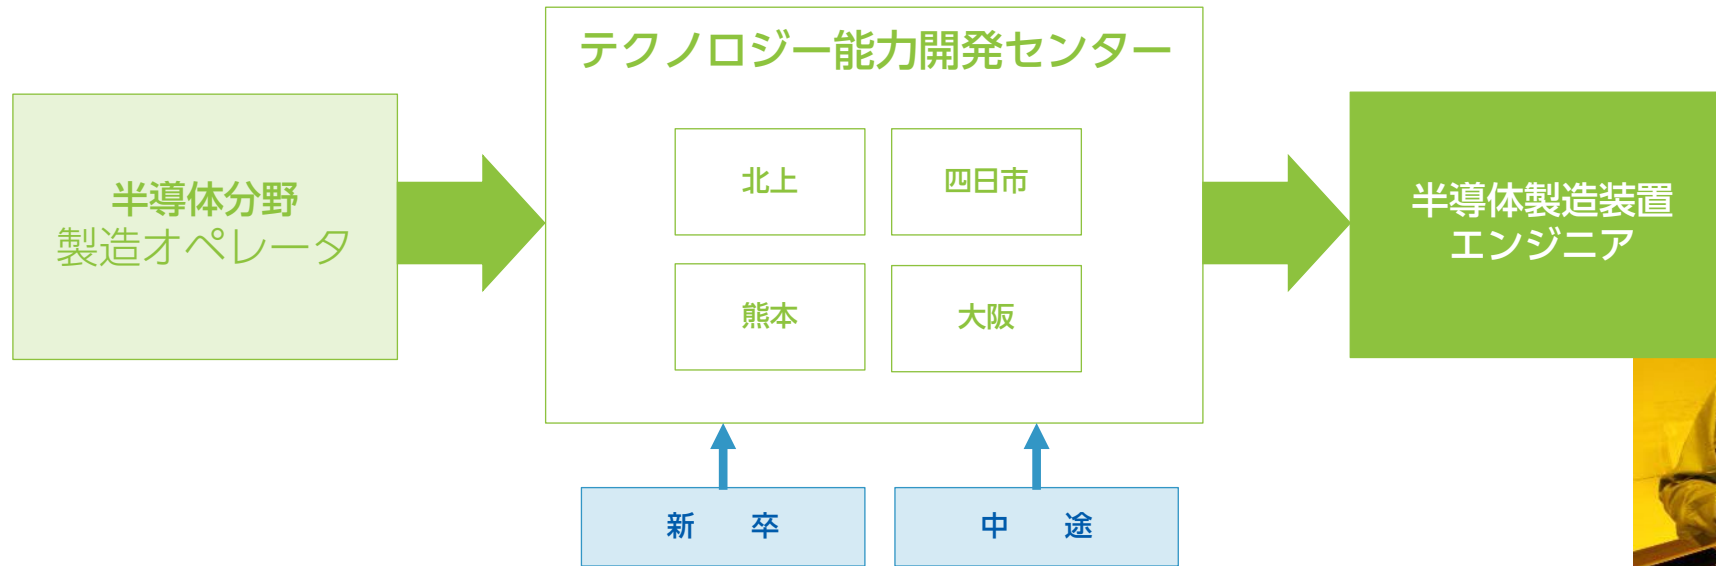 テクノロジー能力開発センター
半導体分野
製造オペレータ
北上
四日市
熊本
大阪
半導体製造装置
エンジニア
新　卒
中　途